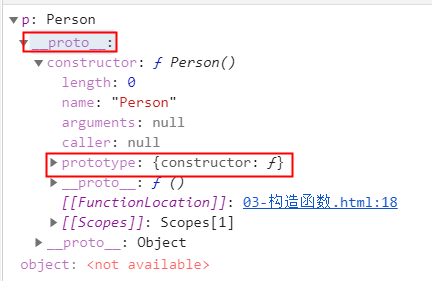 ▼p: Person
▼__proto__:
▼constructor: ƒ Person()
length: 0
name: "Person"
arguments: null
caller: null
▶prototype: {constructor: ƒ}
▶__proto__: ƒ ()
[[FunctionLocation]]: 03-构造函数.html:18
▶[[Scopes]]: Scopes[1]
▶__proto__: Object
object: <not available>